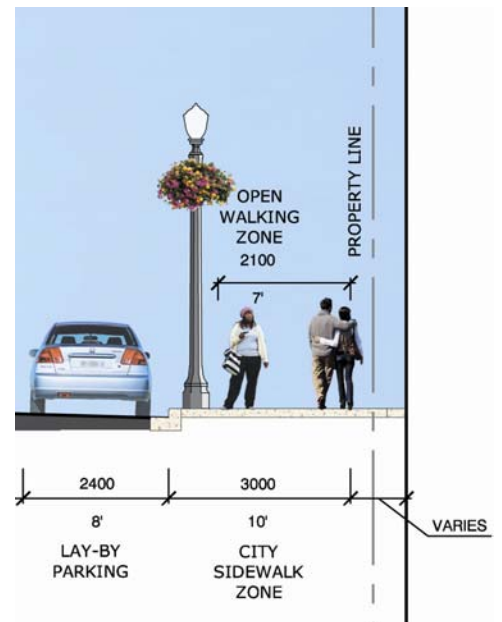 OPEN
WALKING
ZONE
2100
7'
PROPERTY LINE
2400
3000
8'
10'
VARIES
LAY-BY
PARKING
CITY
SIDEWALK
ZONE